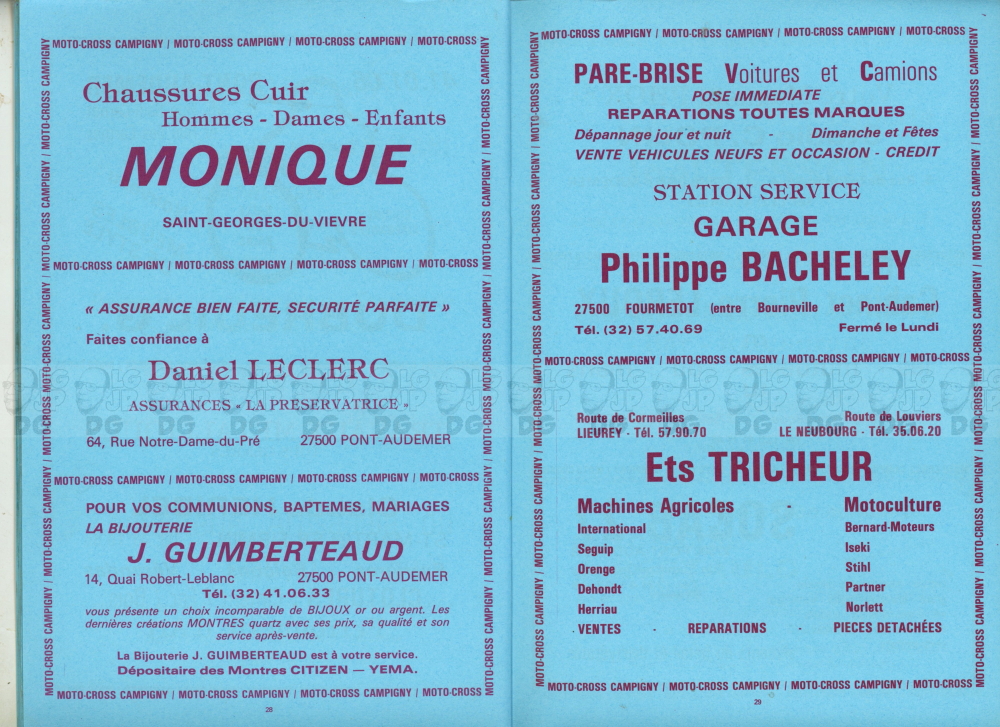 MOTO-CROSS CAMPIGNY / MOTO-CROSS CAMPIGNY / MOTO-CROSS CAMPIGNY / MOTO-CROSS
Chaussures Cuir
Hommes - Dames - Enfants
MONIQUE
SAINT-GEORGES-DU-VIEVRE
MOTO-CROSS CAMPIGNY / MOTO-CROSS CAMPIGNY / MOTO-CROSS CAMPIGNY / MOTO-CROSS
« ASSURANCE BIEN FAITE, SECURITÉ PARFAITE »
Faites confiance à
Daniel LECLERC
ASSURANCES « LA PRÉSERVATRICE »
64, Rue Notre-Dame-du-Pré 27500 PONT-AUDEMER
MOTO-CROSS CAMPIGNY / MOTO-CROSS CAMPIGNY / MOTO-CROSS CAMPIGNY / MOTO-CROSS
POUR VOS COMMUNIONS, BAPTEMES, MARIAGES
LA BIJOUTERIE
J. GUIMBERTEAUD
14, Quai Robert-Leblanc 27500 PONT-AUDEMER
Tél. (32) 41.06.33
vous présente un choix incomparable de BIJOUX or ou argent. Les
dernières créations MONTRES quartz avec ses prix, sa qualité et son
service après-vente.
La Bijouterie J. GUIMBERTEAUD est à votre service.
Dépositaire des Montres CITIZEN — YEMA.
MOTO-CROSS CAMPIGNY / MOTO-CROSS CAMPIGNY / MOTO-CROSS CAMPIGNY / MOTO-CROSS
28
MOTO-CROSS CAMPIGNY / MOTO-CROSS CAMPIGNY / MOTO-CROSS CAMPIGNY / MOTO-CROSS
PARE-BRISE Voitures et Camions
POSE IMMEDIATE
REPARATIONS TOUTES MARQUES
Dépannage jour et nuit - Dimanche et Fêtes
VENTE VEHICULES NEUFS ET OCCASION - CREDIT
STATION SERVICE
GARAGE
Philippe BACHELEY
27500 FOURMETOT (entre Bourneville et Pont-Audemer)
Tél. (32) 57.40.69 Fermé le Lundi
MOTO-CROSS CAMPIGNY / MOTO-CROSS CAMPIGNY / MOTO-CROSS CAMPIGNY / MOTO-CROSS
Route de Cormeilles Route de Louviers
LIEUREY - Tél. 57.90.70 LE NEUBOURG - Tél. 35.06.20
Ets TRICHEUR
Machines Agricoles - Motoculture
International Bernard-Moteurs
Seguip Iseki
Orenge Stihl
Dehondt Partner
Herriau Norlett
VENTES - REPARATIONS - PIECES DETACHÉES
MOTO-CROSS CAMPIGNY / MOTO-CROSS CAMPIGNY / MOTO-CROSS CAMPIGNY / MOTO-CROSS
29